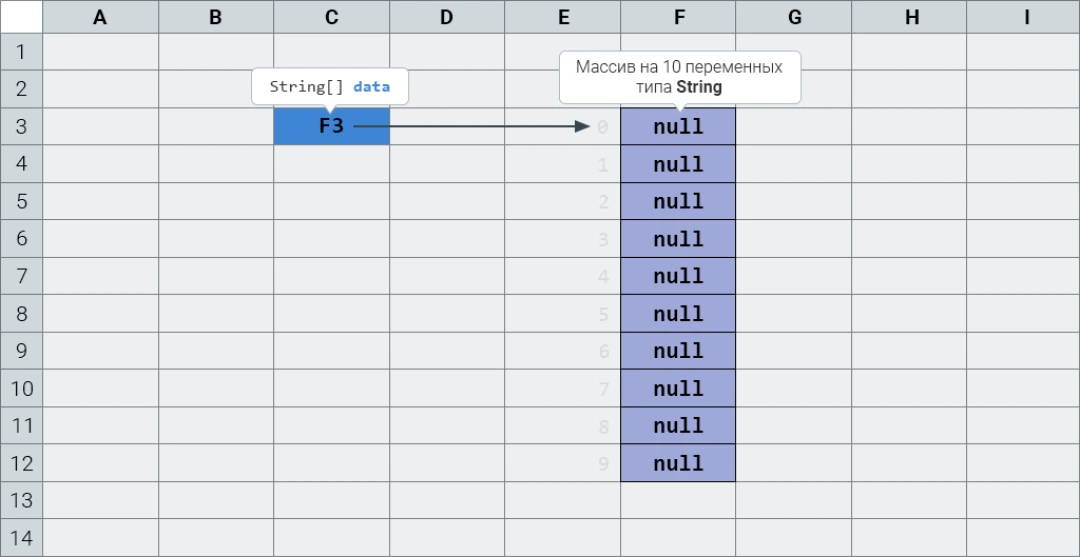 A B C D E F G H I
1
Массив на 10 переменных
типа String
2
String[] data
3 F3 0 null
4 1 null
5 2 null
6 3 null
7 4 null
8 5 null
9 6 null
10 7 null
11 8 null
12 9 null
13
14